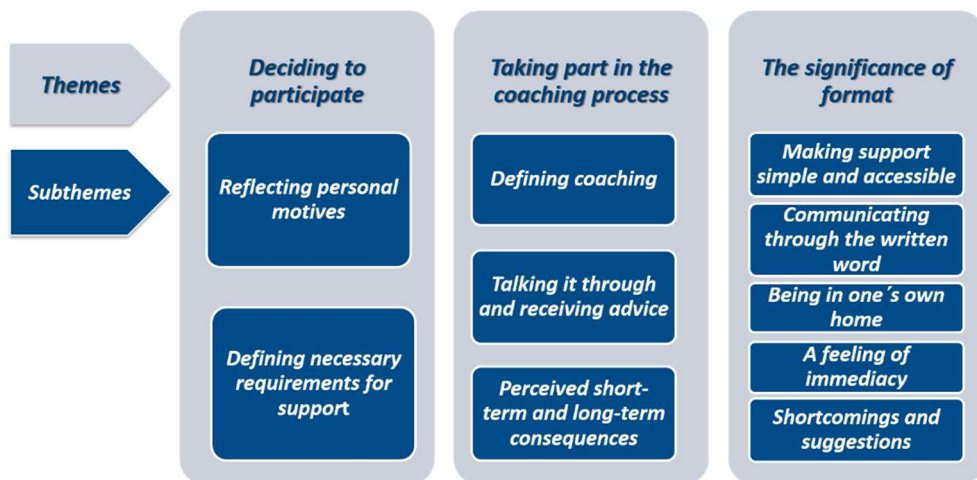 Themes
Subthemes
Deciding to
participate
Reflecting personal
motives
Defining necessary
requirements for
support
Taking part in the
coaching process
Defining coaching
Talking it through
and receiving advice
Perceived short-
term and long-term
consequences
The significance of
format
Making support
simple and accessible
Communicating
through the written
word
Being in one´s own
home
A feeling of
immediacy
Shortcomings and
suggestions